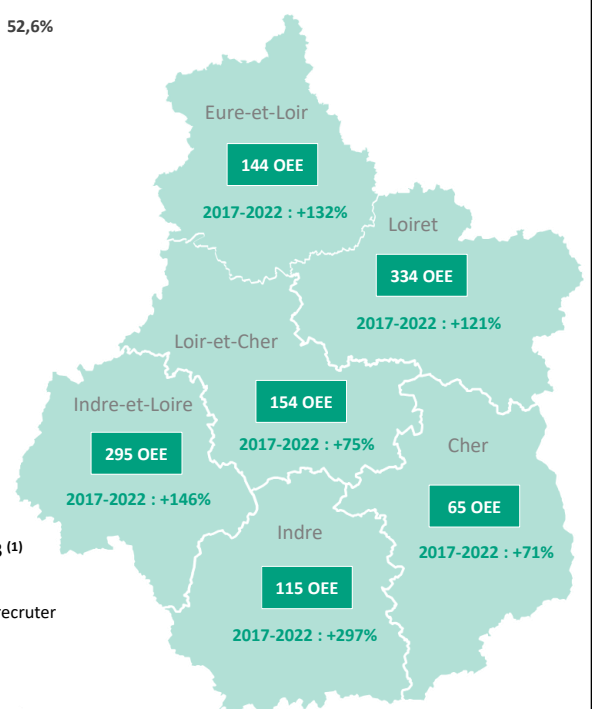 52,6%
Eure-et-Loir
144 OEE
2017-2022 : +132%
Loiret
334 OEE
2017-2022 : +121%
Loir-et-Cher
154 OEE
2017-2022 : +75%
Indre-et-Loire
295 OEE
2017-2022 : +146%
Cher
65 OEE
2017-2022 : +71%
(1)
Indre
115 OEE
2017-2022 : +297%
recruter